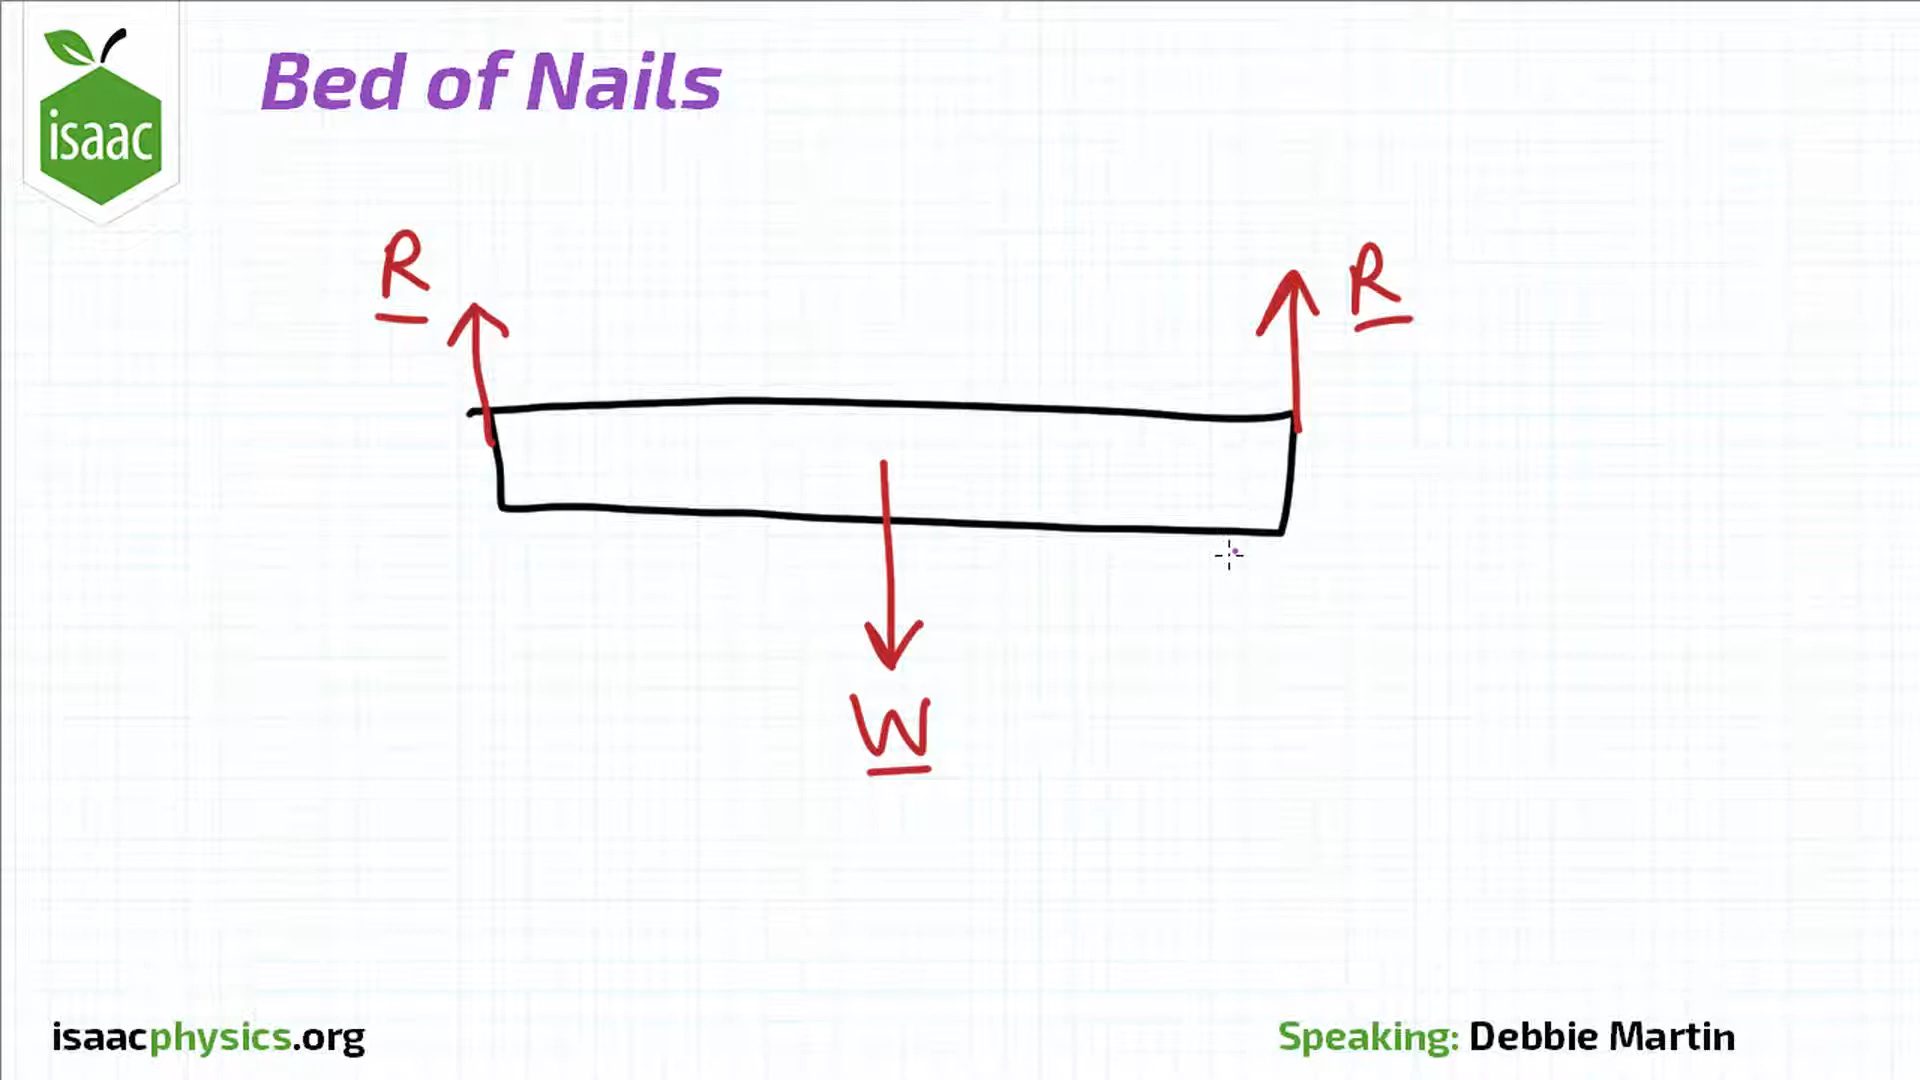 isaac
Bed of Nails
R
R
W
isaacphysics.org
Speaking: Debbie Martin